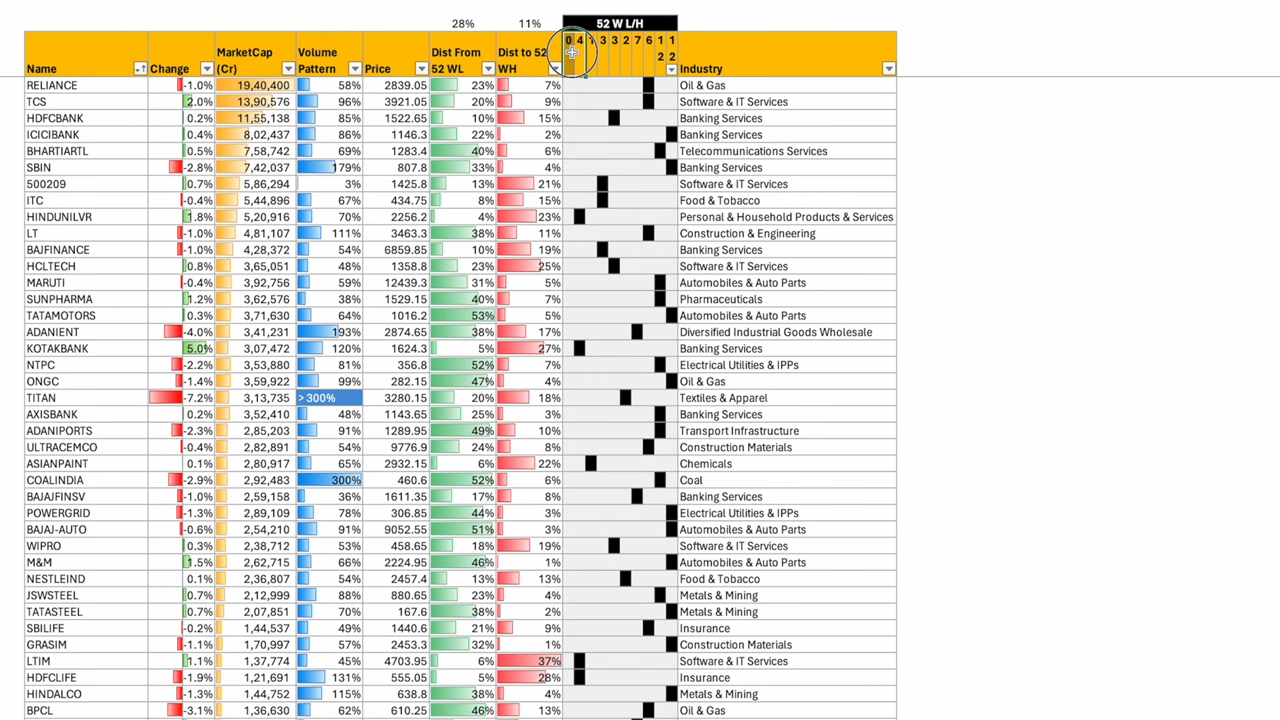 28% 11% 52 W L/H
Name Change MarketCap (Cr) Volume Pattern Price Dist From 52 WL Dist to 52 WH 0 4 1 3 3 2 7 6 12 12 Industry
RELIANCE -1.0% 19,40,400 58% 2839.05 23% 7% Oil & Gas
TCS 2.0% 13,90,576 96% 3921.05 20% 9% Software & IT Services
HDFCBANK 0.2% 11,55,138 85% 1522.65 10% 15% Banking Services
ICICIBANK 0.4% 8,02,437 86% 1146.3 22% 2% Banking Services
BHARTIARTL 0.5% 7,58,742 69% 1283.4 40% 6% Telecommunications Services
SBIN -2.8% 7,42,037 179% 807.8 33% 4% Banking Services
500209 0.7% 5,86,294 3% 1425.8 13% 21% Software & IT Services
ITC -0.4% 5,44,896 67% 434.75 8% 15% Food & Tobacco
HINDUNILVR 1.8% 5,20,916 70% 2256.2 4% 23% Personal & Household Products & Services
LT -1.0% 4,81,107 111% 3463.3 38% 11% Construction & Engineering
BAJFINANCE -1.0% 4,28,372 54% 6859.85 10% 19% Banking Services
HCLTECH 0.8% 3,65,051 48% 1358.8 23% 25% Software & IT Services
MARUTI -0.4% 3,92,756 59% 12439.3 31% 5% Automobiles & Auto Parts
SUNPHARMA 1.2% 3,62,576 38% 1529.15 40% 7% Pharmaceuticals
TATAMOTORS 0.3% 3,71,630 64% 1016.2 53% 5% Automobiles & Auto Parts
ADANIENT -4.0% 3,41,231 193% 2874.65 38% 17% Diversified Industrial Goods Wholesale
KOTAKBANK 5.0% 3,07,472 120% 1624.3 5% 27% Banking Services
NTPC -2.2% 3,53,880 81% 356.8 52% 7% Electrical Utilities & IPPs
ONGC -1.4% 3,59,922 99% 282.15 47% 4% Oil & Gas
TITAN -7.2% 3,13,735 > 300% 3280.15 20% 18% Textiles & Apparel
AXISBANK 0.2% 3,52,410 48% 1143.65 25% 3% Banking Services
ADANIPORTS -2.3% 2,85,203 91% 1289.95 49% 10% Transport Infrastructure
ULTRACEMCO -0.4% 2,82,891 54% 9776.9 24% 8% Construction Materials
ASIANPAINT 0.1% 2,80,917 65% 2932.15 6% 22% Chemicals
COALINDIA -2.9% 2,92,483 300% 460.6 52% 6% Coal
BAJAJFINSV -1.0% 2,59,158 36% 1611.35 17% 8% Banking Services
POWERGRID -1.3% 2,89,109 78% 306.85 44% 3% Electrical Utilities & IPPs
BAJAJ-AUTO -0.6% 2,54,210 91% 9052.55 51% 3% Automobiles & Auto Parts
WIPRO 0.3% 2,38,712 53% 458.65 18% 19% Software & IT Services
M&M 1.5% 2,62,715 66% 2224.95 46% 1% Automobiles & Auto Parts
NESTLEIND 0.1% 2,36,807 54% 2457.4 13% 13% Food & Tobacco
JSWSTEEL 0.7% 2,12,999 88% 880.65 23% 4% Metals & Mining
TATASTEEL 0.7% 2,07,851 70% 167.6 38% 2% Metals & Mining
SBILIFE -0.2% 1,44,537 49% 1440.6 21% 9% Insurance
GRASIM -1.1% 1,70,997 57% 2453.3 32% 1% Construction Materials
LTIM 1.1% 1,37,774 45% 4703.95 6% 37% Software & IT Services
HDFCLIFE -1.9% 1,21,691 131% 555.05 5% 28% Insurance
HINDALCO -1.3% 1,44,752 115% 638.8 38% 4% Metals & Mining
BPCL -3.1% 1,36,630 62% 610.25 46% 13% Oil & Gas